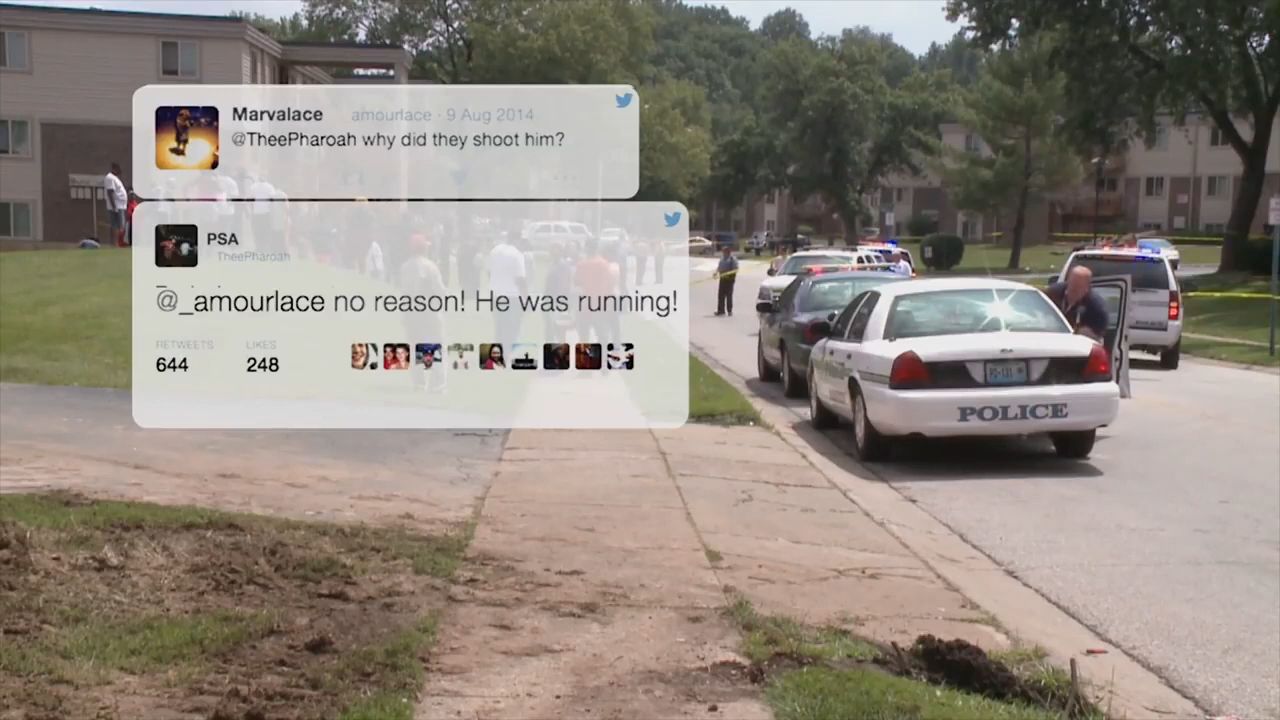 Marvalace amourlace · 9 Aug 2014
@TheePharoah why did they shoot him?
PSA
TheePharoah
@_amourlace no reason! He was running!
RETWEETS LIKES
644 248
POLICE